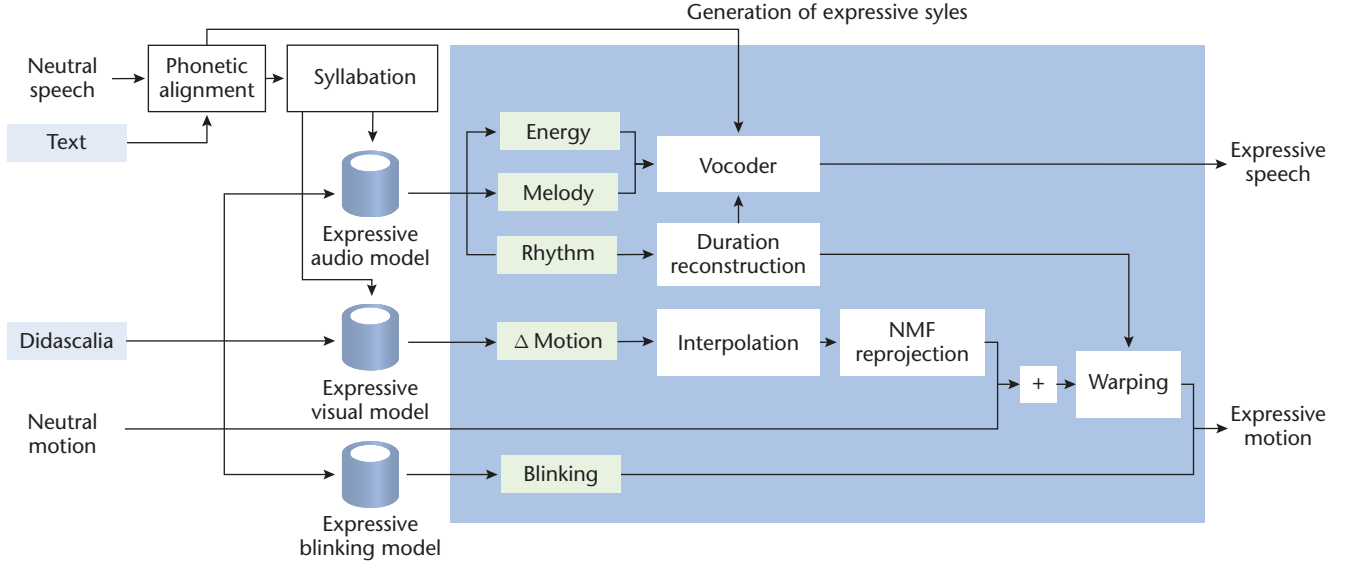 Generation of expressive syles
Neutral
speech
Phonetic
alignment
Syllabation
Text
Energy
Melody
Rhythm
Vocoder
Duration
reconstruction
Expressive
speech
Expressive
audio model
Didascalia
Δ Motion
Interpolation
NMF
reprojection
+
Warping
Expressive
visual model
Neutral
motion
Expressive
motion
Blinking
Expressive
blinking model